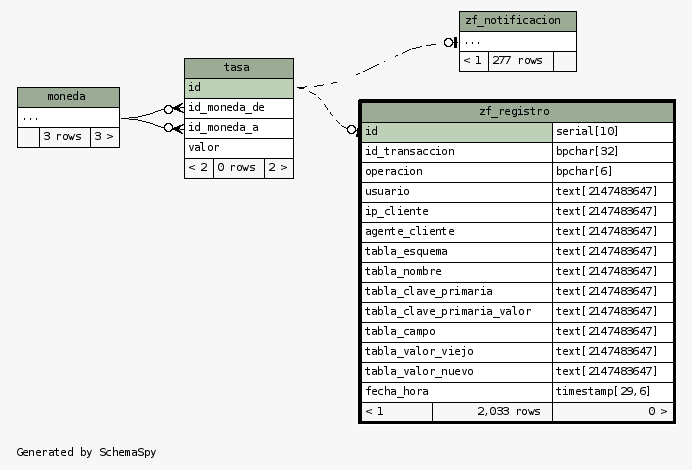 zf_notificacion
...
< 1 277 rows
tasa
id
id_moneda_de
id_moneda_a
valor
< 2 0 rows 2 >
moneda
...
3 rows 3 >
zf_registro
id serial[10]
id_transaccion bpchar[32]
operacion bpchar[6]
usuario text[2147483647]
ip_cliente text[2147483647]
agente_cliente text[2147483647]
tabla_esquema text[2147483647]
tabla_nombre text[2147483647]
tabla_clave_primaria text[2147483647]
tabla_clave_primaria_valor text[2147483647]
tabla_campo text[2147483647]
tabla_valor_viejo text[2147483647]
tabla_valor_nuevo text[2147483647]
fecha_hora timestamp[29,6]
< 1 2,033 rows 0 >
Generated by SchemaSpy